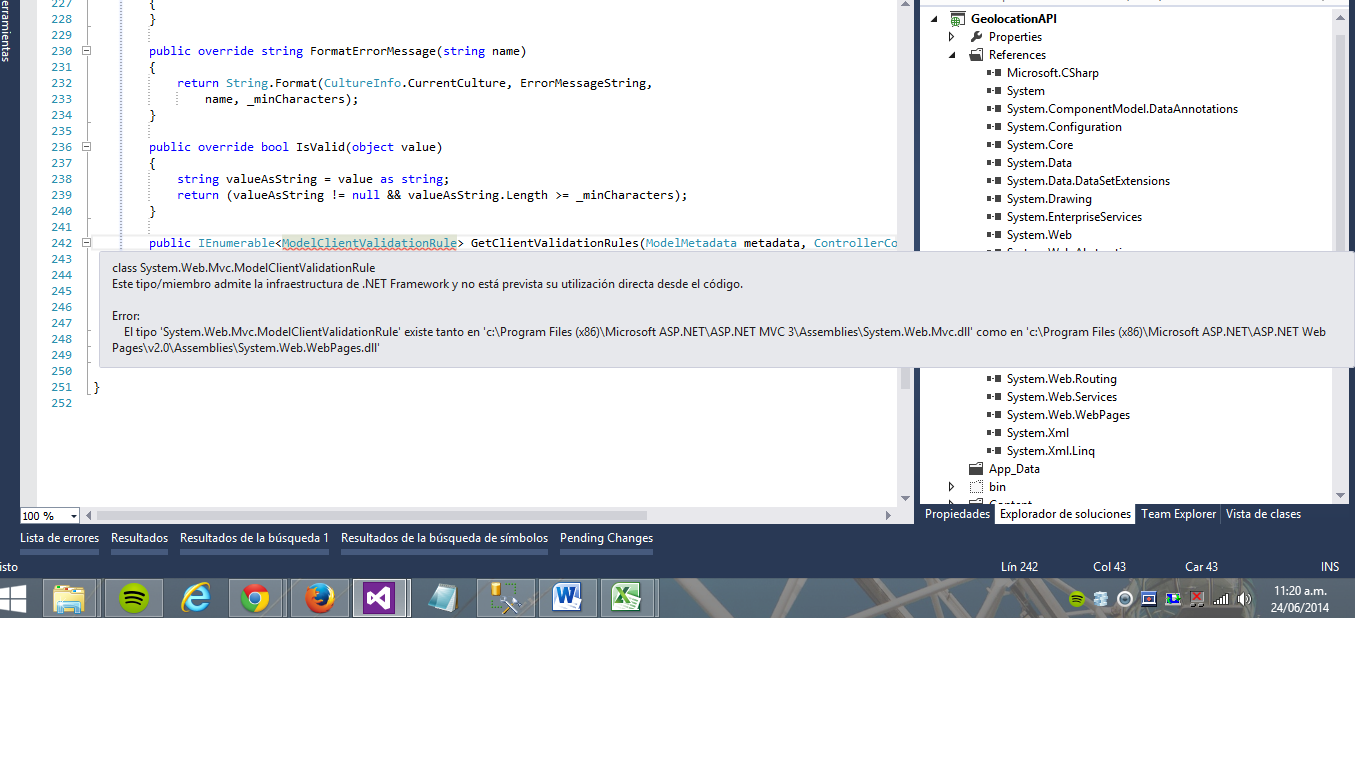 erramientas
227 {
228 }
229
230 public override string FormatErrorMessage(string name)
231 {
232 return String.Format(CultureInfo.CurrentCulture, ErrorMessageString,
233 name, _minCharacters);
234 }
235
236 public override bool IsValid(object value)
237 {
238 string valueAsString = value as string;
239 return (valueAsString != null && valueAsString.Length >= _minCharacters);
240 }
241
242 public IEnumerable<ModelClientValidationRule> GetClientValidationRules(ModelMetadata metadata, ControllerCo
243
244
245
246
247
248
249
250
251 }
252
class System.Web.Mvc.ModelClientValidationRule
Este tipo/miembro admite la infraestructura de .NET Framework y no está prevista su utilización directa desde el código.
Error:
El tipo 'System.Web.Mvc.ModelClientValidationRule' existe tanto en 'c:\Program Files (x86)\Microsoft ASP.NET\ASP.NET MVC 3\Assemblies\System.Web.Mvc.dll' como en 'c:\Program Files (x86)\Microsoft ASP.NET\ASP.NET Web
Pages\v2.0\Assemblies\System.Web.WebPages.dll'
GeolocationAPI
Properties
References
Microsoft.CSharp
System
System.ComponentModel.DataAnnotations
System.Configuration
System.Core
System.Data
System.Data.DataSetExtensions
System.Drawing
System.EnterpriseServices
System.Web
System.Web.Routing
System.Web.Services
System.Web.WebPages
System.Xml
System.Xml.Linq
App_Data
bin
Content
100 %
Propiedades Explorador de soluciones Team Explorer Vista de clases
Lista de errores Resultados Resultados de la búsqueda 1 Resultados de la búsqueda de símbolos Pending Changes
isto Lín 242 Col 43 Car 43 INS
11:20 a.m.
24/06/2014